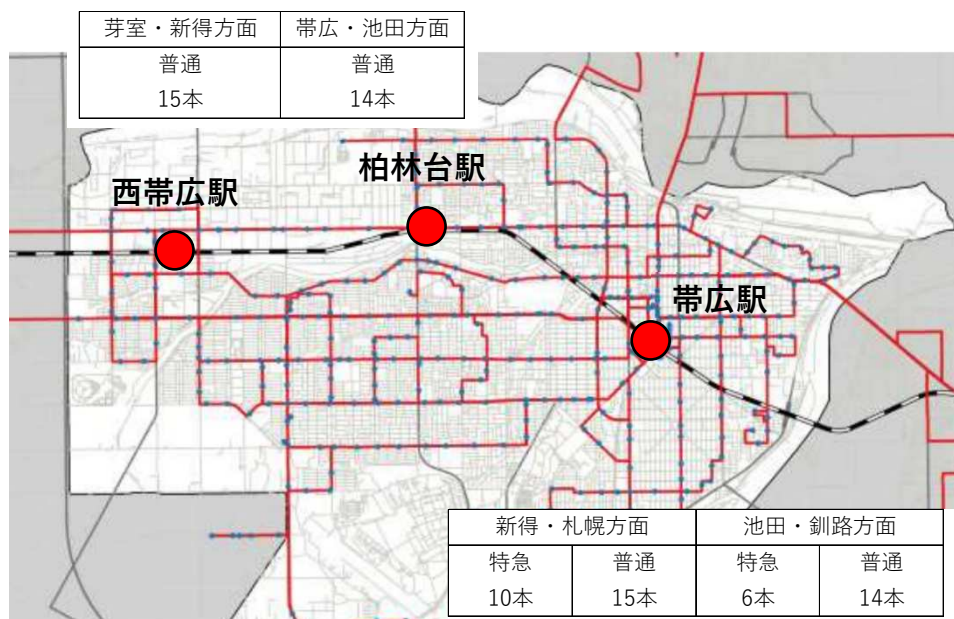 芽室・新得方面 帯広・池田方面
普通 普通
15本 14本
柏林台駅
西帯広駅
帯広駅
新得・札幌方面 池田・釧路方面
特急 普通 特急 普通
10本 15本 6本 14本